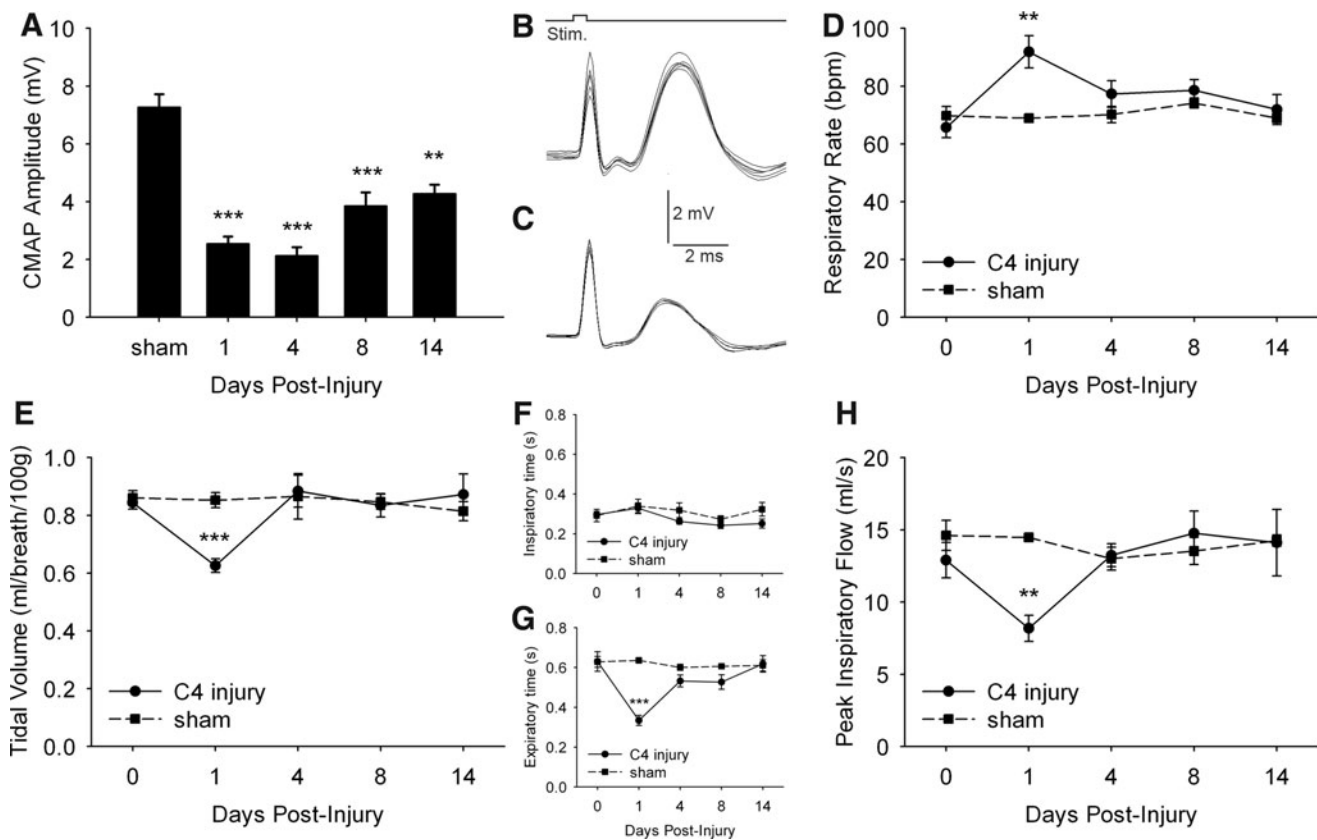 A
CMAP Amplitude (mV)
10
8
6
4
2
0
***
***
***
**
sham 1 4 8 14
Days Post-Injury
B
Stim.
C
2 mV
2 ms
D
Respiratory Rate (bpm)
100
80
60
40
20
0
**
C4 injury
sham
0 1 4 8 14
Days Post-Injury
E
Tidal Volume (ml/breath/100g)
1.0
0.8
0.6
0.4
0.2
0.0
***
C4 injury
sham
0 1 4 8 14
Days Post-Injury
F
Inspiratory time (s)
0.8
0.6
0.4
0.2
0.0
C4 injury
sham
0 1 4 8 14
G
Expiratory time (s)
0.8
0.6
0.4
0.2
0.0
***
C4 injury
sham
0 1 4 8 14
Days Post-Injury
H
Peak Inspiratory Flow (ml/s)
20
15
10
5
0
**
C4 injury
sham
0 1 4 8 14
Days Post-Injury